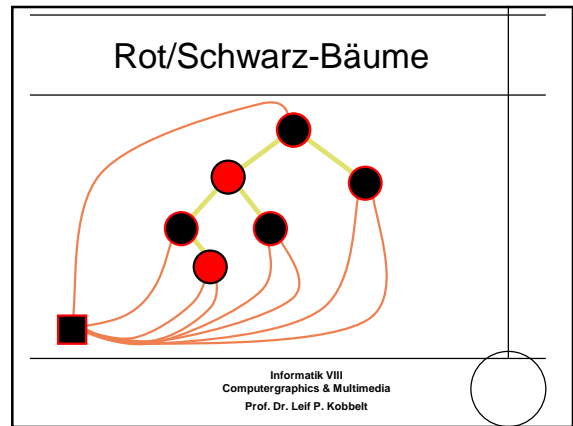 Rot/Schwarz-Bäume
Informatik VIII
Computergraphics & Multimedia
Prof. Dr. Leif P. Kobbelt